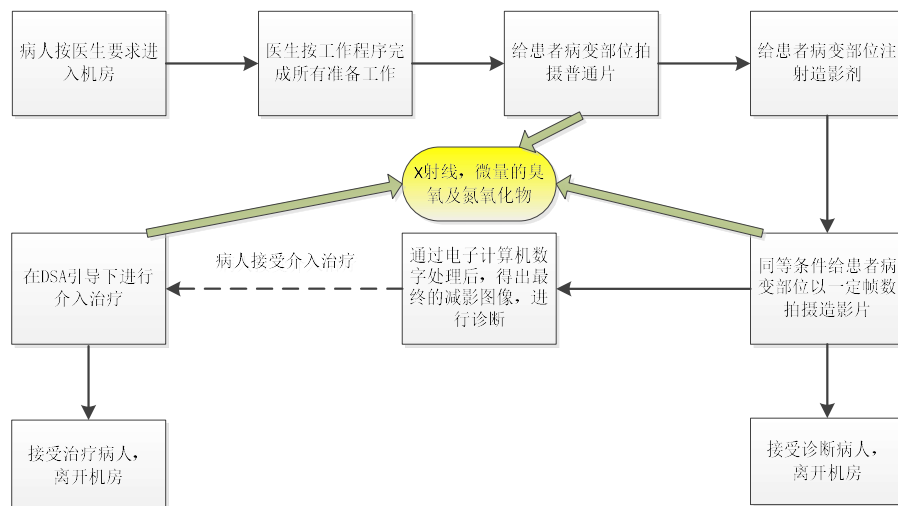 病人按医生要求进
入机房
医生按工作程序完
成所有准备工作
给患者病变部位拍
摄普通片
给患者病变部位注
射造影剂
X射线，微量的臭
氧及氮氧化物
在DSA引导下进行
介入治疗
病人接受介入治疗
通过电子计算机数
字处理后，得出最
终的减影图像，进
行诊断
同等条件给患者病
变部位以一定帧数
拍摄造影片
接受治疗病人，
离开机房
接受诊断病人，
离开机房